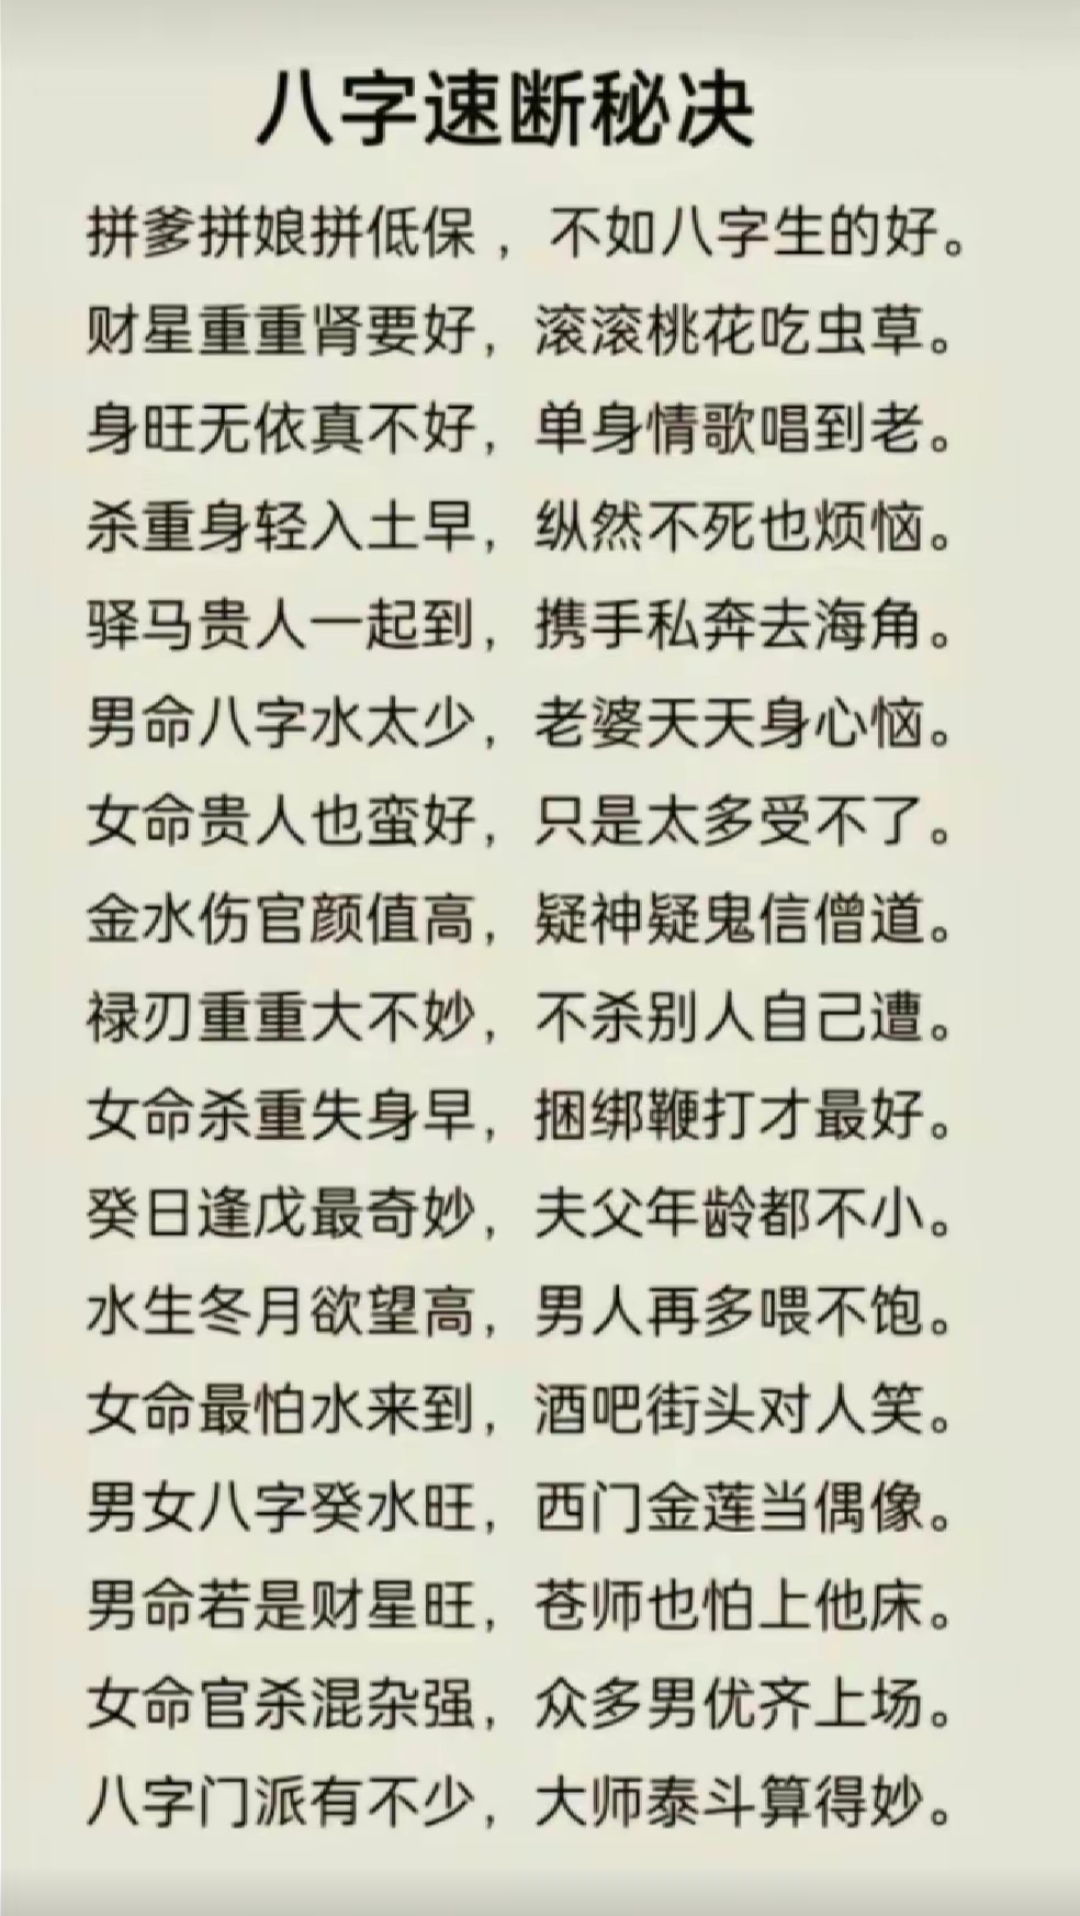 八字速断秘决
拼爹拼娘拼低保，不如八字生的好。
财星重重肾要好，滚滚桃花吃虫草。
身旺无依真不好，单身情歌唱到老。
杀重身轻入土早，纵然不死也烦恼。
驿马贵人一起到，携手私奔去海角。
男命八字水太少，老婆天天身心恼。
女命贵人也蛮好，只是太多受不了。
金水伤官颜值高，疑神疑鬼信僧道。
禄刃重重大不妙，不杀别人自己遭。
女命杀重失身早，捆绑鞭打才最好。
癸日逢戊最奇妙，夫父年龄都不小。
水生冬月欲望高，男人再多喂不饱。
女命最怕水来到，酒吧街头对人笑。
男女八字癸水旺，西门金莲当偶像。
男命若是财星旺，苍师也怕上他床。
女命官杀混杂强，众多男优齐上场。
八字门派有不少，大师泰斗算得妙。